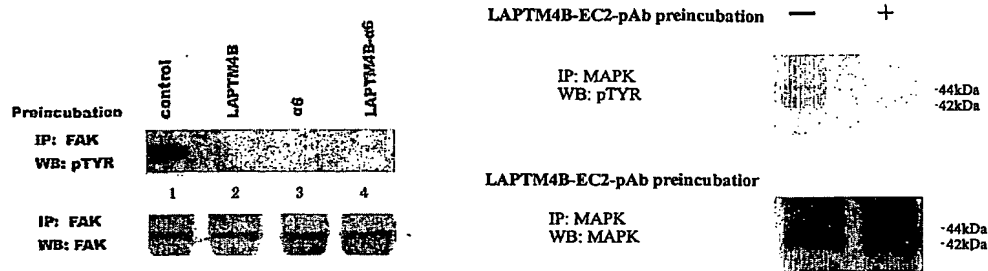 control
LAPTM4B
α6
LAPTM4B-α6
Preincubation
IP: FAK
WB: pTYR
1 2 3 4
IP: FAK
WB: FAK
LAPTM4B-EC2-pAb preincubation − +
IP: MAPK
WB: pTYR
-44kDa
-42kDa
LAPTM4B-EC2-pAb preincubatior
IP: MAPK
WB: MAPK
-44kDa
-42kDa